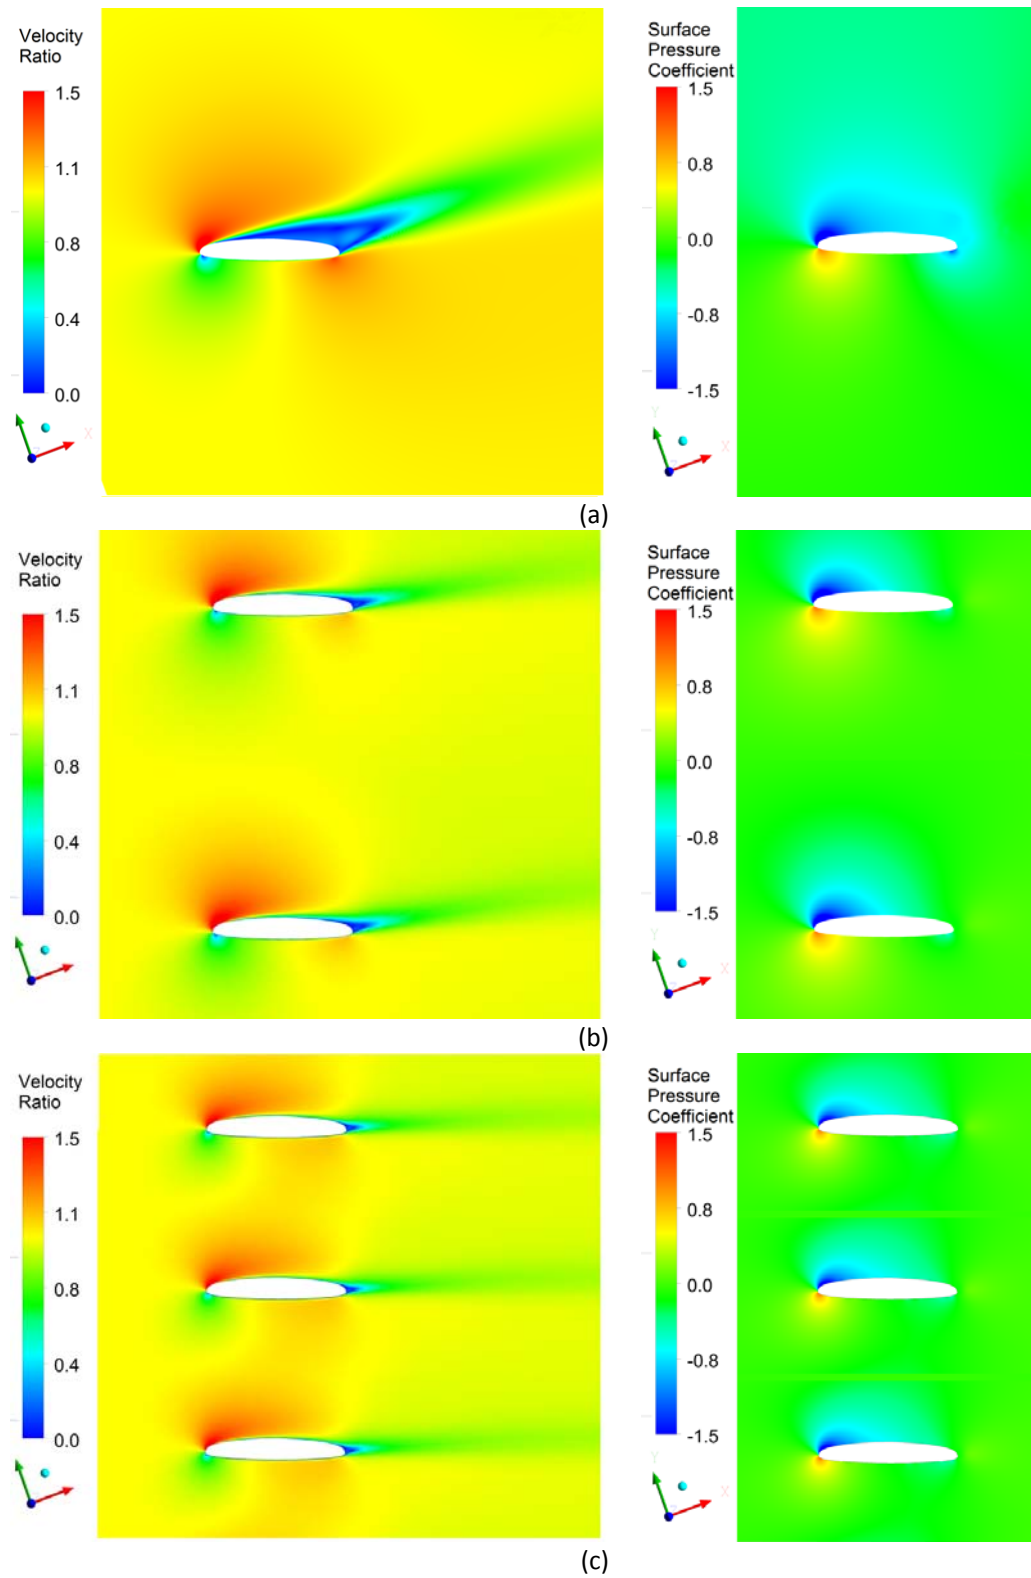 Velocity
Ratio
1.5
1.1
0.8
0.4
0.0
X
Surface
Pressure
Coefficient
1.5
0.8
0.0
-0.8
-1.5
Y
X
(a)
Velocity
Ratio
1.5
1.1
0.8
0.4
0.0
Surface
Pressure
Coefficient
1.5
0.8
0.0
-0.8
-1.5
Y
X
(b)
Velocity
Ratio
1.5
1.1
0.8
0.4
0.0
Surface
Pressure
Coefficient
1.5
0.8
0.0
-0.8
-1.5
Y
X
(c)